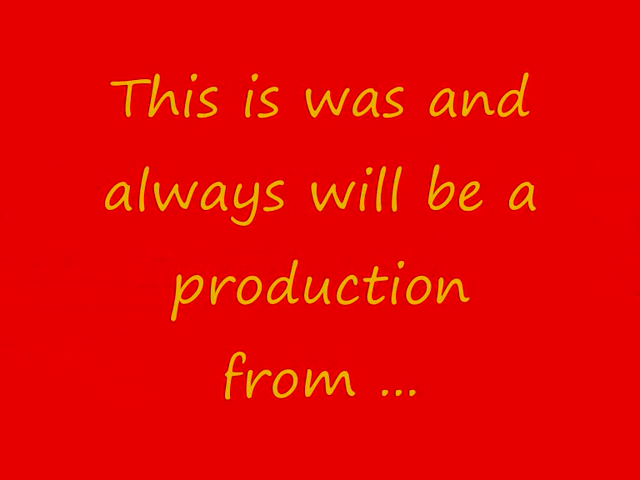 This is was and
always will be a
production
from ...